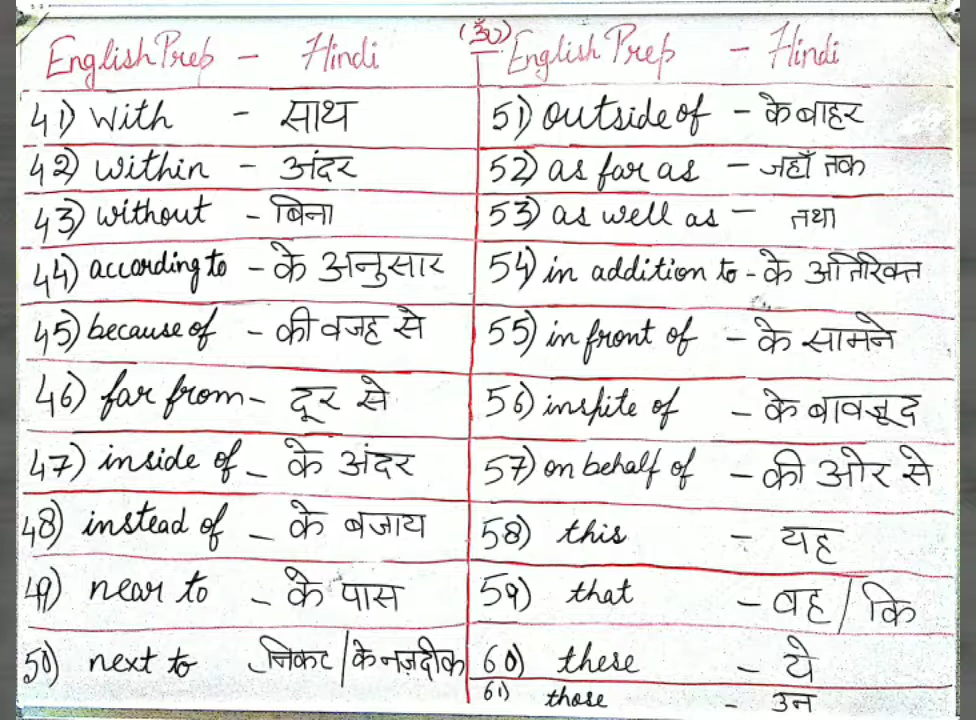 English Prep - Hindi
41) with - साथ
42) within - अंदर
43) without - बिना
44) according to - के अनुसार
45) because of - की वजह से
46) far from - दूर से
47) inside of - के अंदर
48) instead of - के बजाय
49) near to - के पास
50) next to - निकट / के नजदीक
(ॐ)
English Prep - Hindi
51) outside of - के बाहर
52) as far as - जहाँ तक
53) as well as - तथा
54) in addition to - के अतिरिक्त
55) in front of - के सामने
56) inspite of - के बावजूद
57) on behalf of - की ओर से
58) this - यह
59) that - वह / कि
60) these - ये
61) those - उन